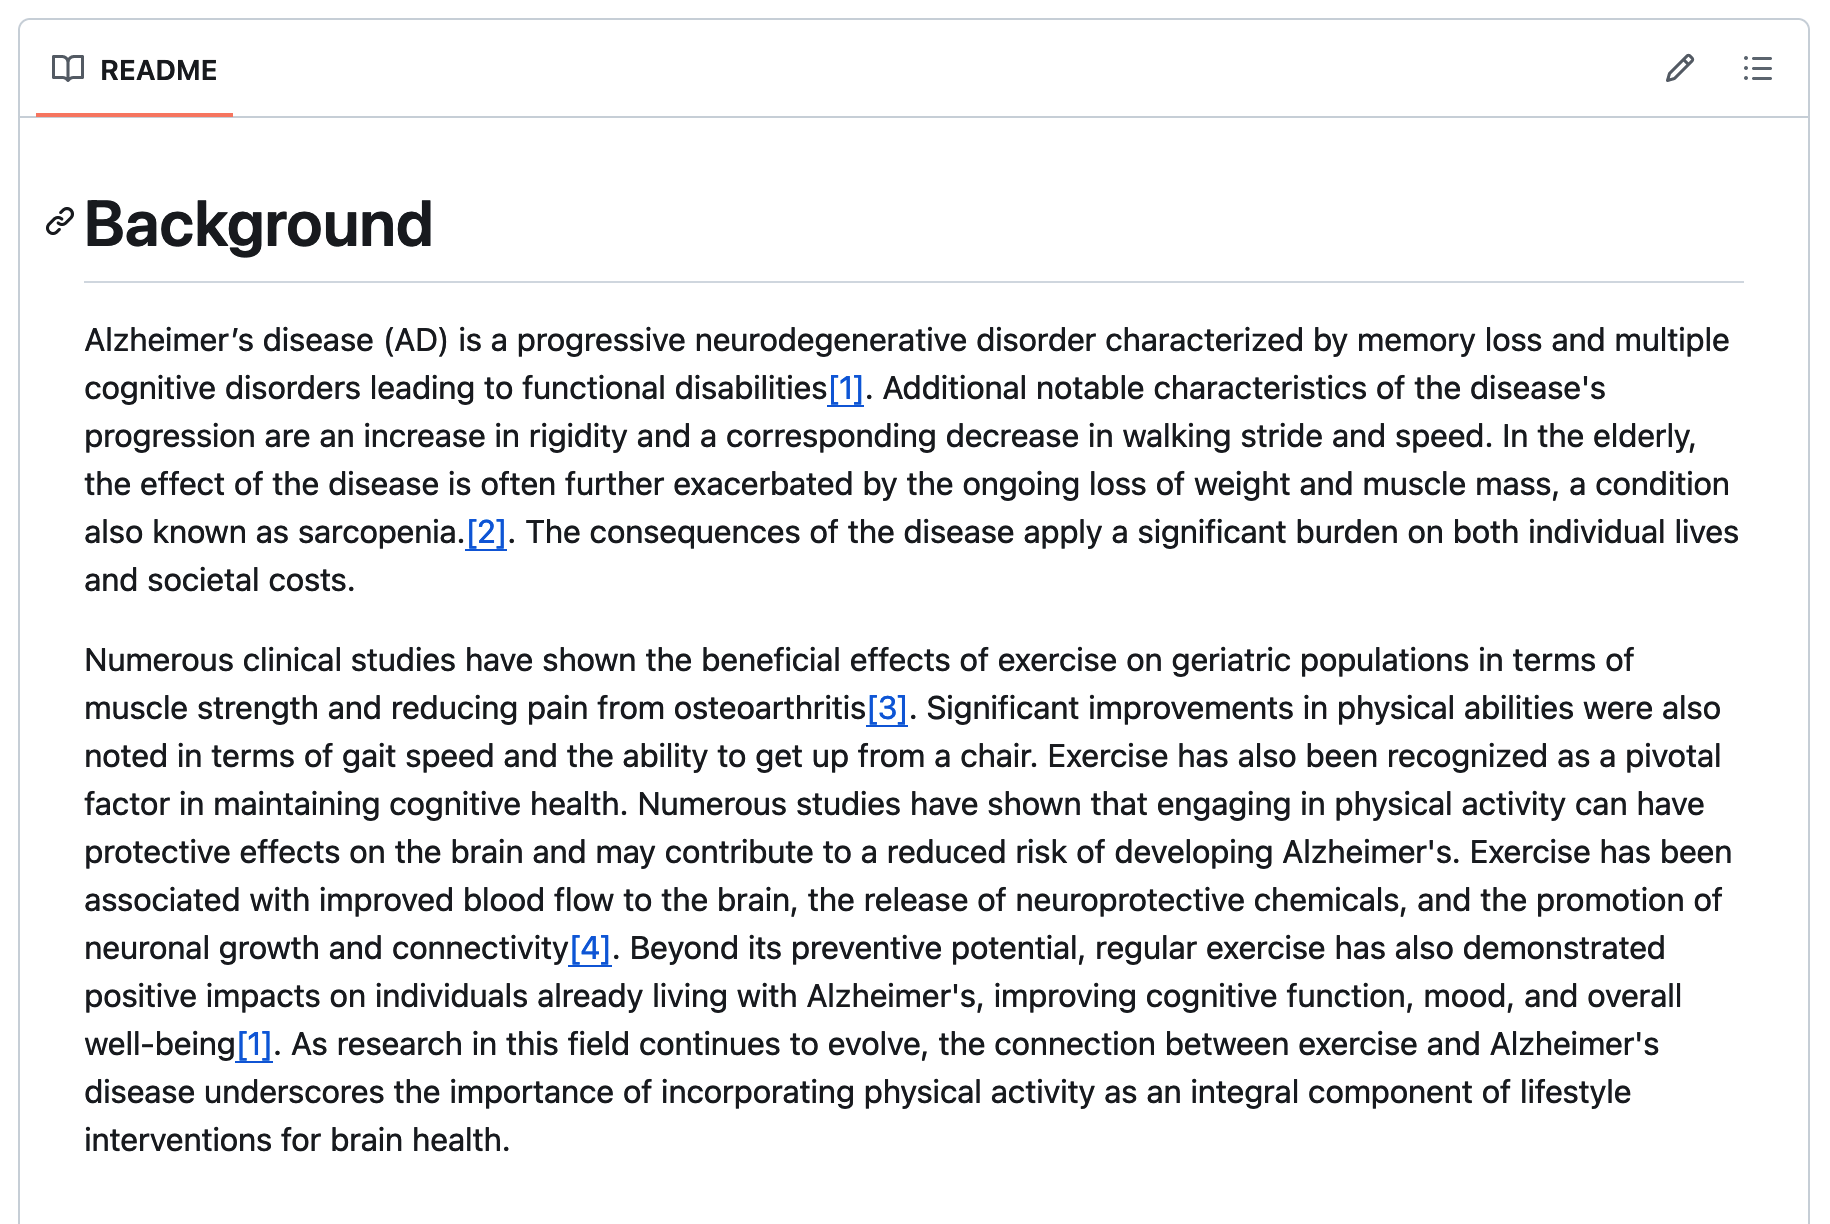 README
Background
Alzheimer’s disease (AD) is a progressive neurodegenerative disorder characterized by memory loss and multiple
cognitive disorders leading to functional disabilities[1]. Additional notable characteristics of the disease's
progression are an increase in rigidity and a corresponding decrease in walking stride and speed. In the elderly,
the effect of the disease is often further exacerbated by the ongoing loss of weight and muscle mass, a condition
also known as sarcopenia.[2]. The consequences of the disease apply a significant burden on both individual lives
and societal costs.
Numerous clinical studies have shown the beneficial effects of exercise on geriatric populations in terms of
muscle strength and reducing pain from osteoarthritis[3]. Significant improvements in physical abilities were also
noted in terms of gait speed and the ability to get up from a chair. Exercise has also been recognized as a pivotal
factor in maintaining cognitive health. Numerous studies have shown that engaging in physical activity can have
protective effects on the brain and may contribute to a reduced risk of developing Alzheimer's. Exercise has been
associated with improved blood flow to the brain, the release of neuroprotective chemicals, and the promotion of
neuronal growth and connectivity[4]. Beyond its preventive potential, regular exercise has also demonstrated
positive impacts on individuals already living with Alzheimer's, improving cognitive function, mood, and overall
well-being[1]. As research in this field continues to evolve, the connection between exercise and Alzheimer's
disease underscores the importance of incorporating physical activity as an integral component of lifestyle
interventions for brain health.